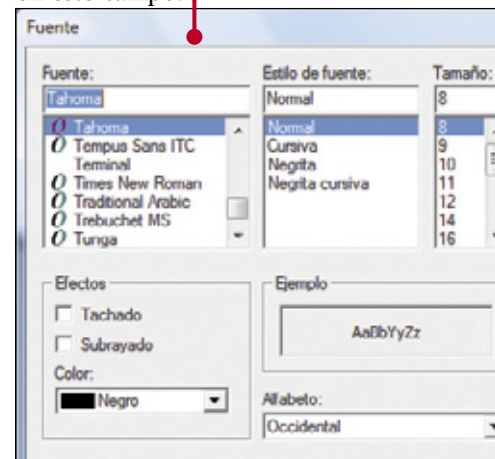 Fuente
Fuente:
Estilo de fuente:
Tamaño:
Tahoma
Normal
8
Tahoma
Tempus Sans ITC
Terminal
Times New Roman
Traditional Arabic
Trebuchet MS
Tunga
Normal
Cursiva
Negrita
Negrita cursiva
8
9
10
11
12
14
16
Efectos
Tachado
Subrayado
Color:
Negro
Ejemplo
AaBbYyZz
Alfabeto:
Occidental